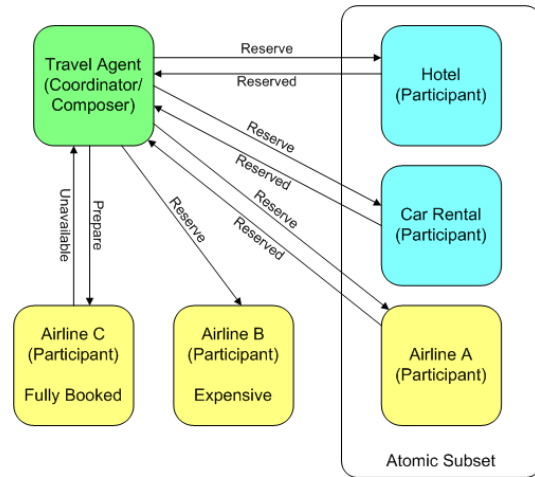 Travel Agent
(Coordinator/
Composer)
Reserve
Reserved
Hotel
(Participant)
Reserve
Reserved
Car Rental
(Participant)
Reserve
Reserved
Unavailable
Prepare
Reserve
Airline C
(Participant)
Fully Booked
Airline B
(Participant)
Expensive
Airline A
(Participant)
Atomic Subset